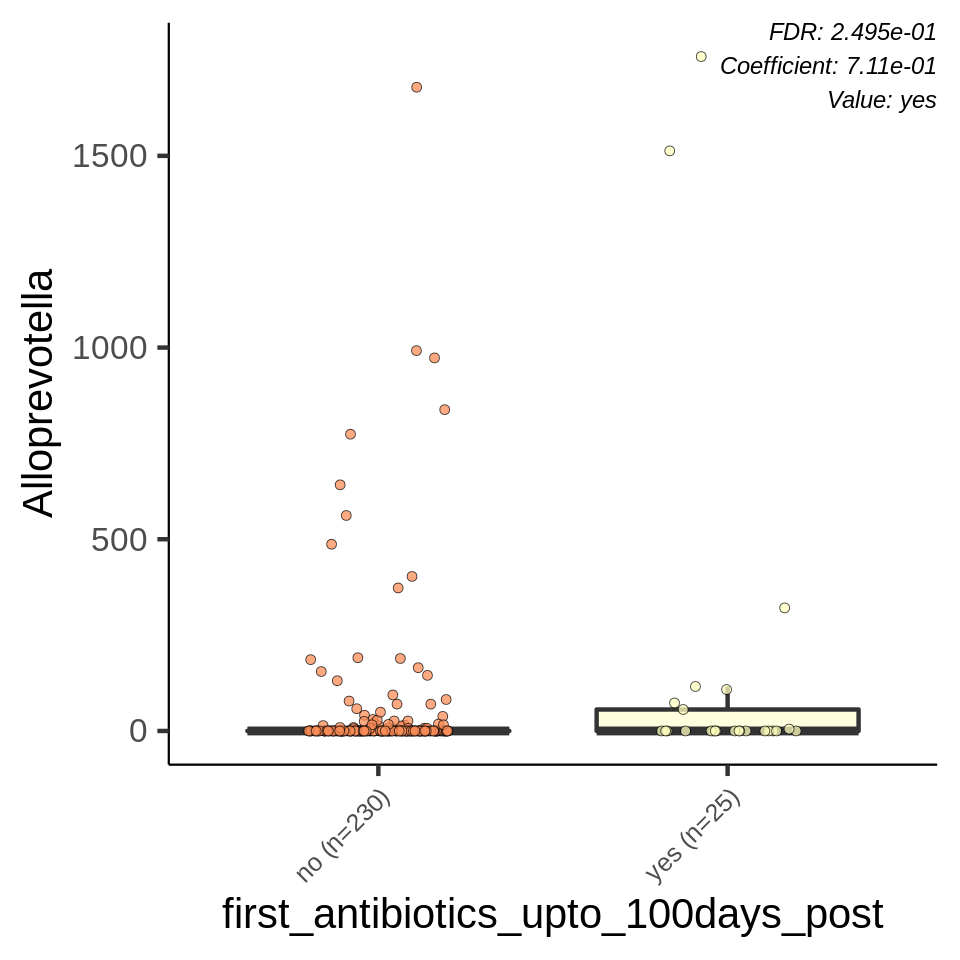 FDR: 2.495e-01
Coefficient: 7.11e-01
Value: yes
1500
1000
500
0
Alloprevotella
no (n=230)
yes (n=25)
first_antibiotics_upto_100days_post